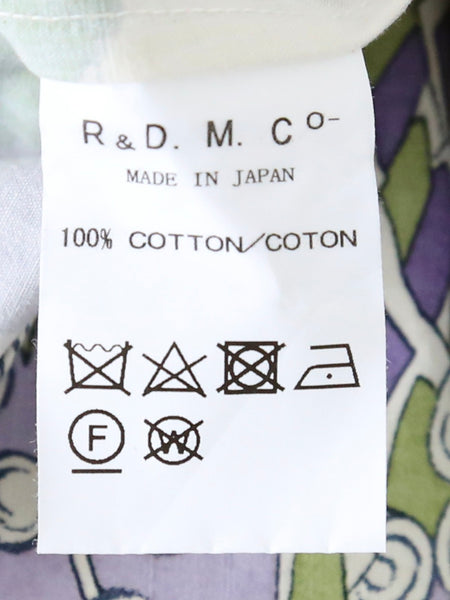 R & D. M. Co-
MADE IN JAPAN
100% COTTON/COTON
F W